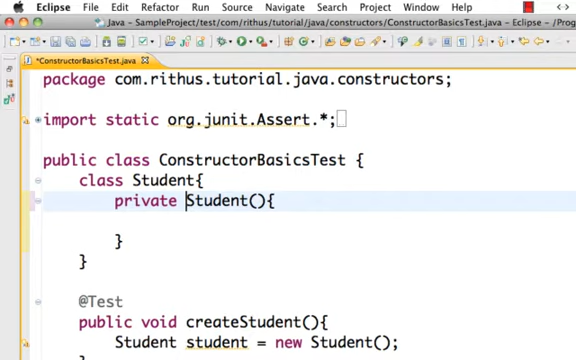 Eclipse File Edit Refactor Run Source Navigate Search Project Window Help
Java - SampleProject/test/com/rithus/tutorial/java/constructors/ConstructorBasicsTest.java - Eclipse
*ConstructorBasicsTest.java
package com.rithus.tutorial.java.constructors;
import static org.junit.Assert.*;
public class ConstructorBasicsTest {
class Student{
private Student(){
}
}
@Test
public void createStudent(){
Student student = new Student();